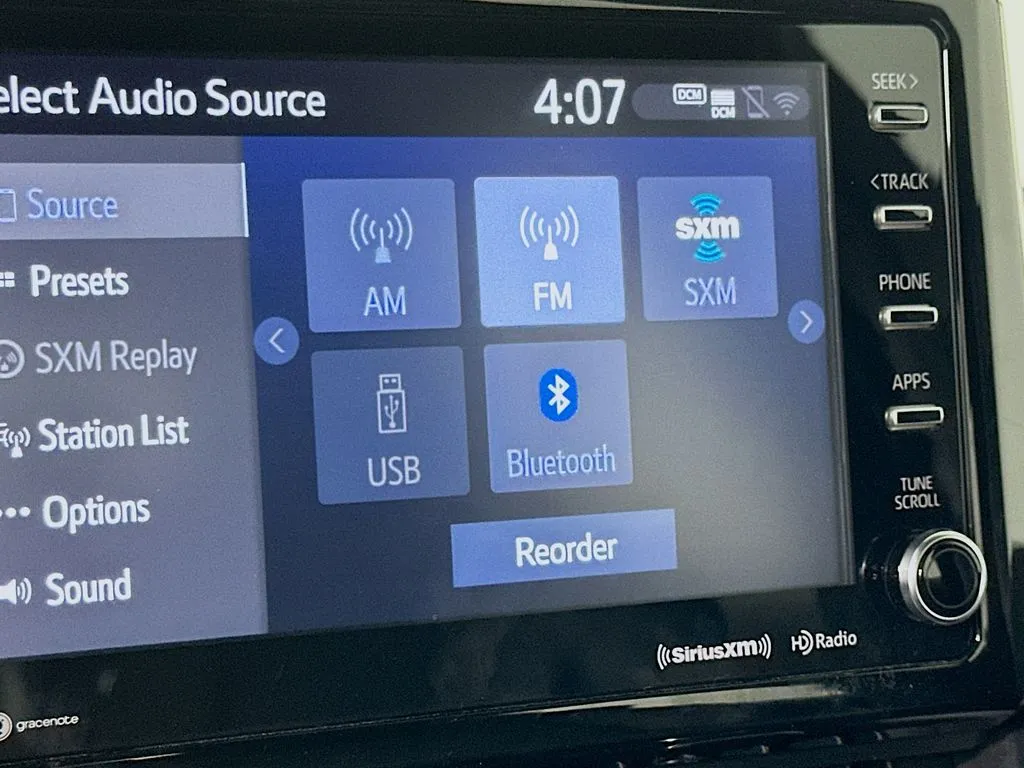 elect Audio Source
4:07
DCM
DCM
Source
Presets
SXM Replay
Station List
Options
Sound
AM
FM
sxm
SXM
USB
Bluetooth
Reorder
SEEK>
<TRACK
PHONE
APPS
TUNE
SCROLL
((SiriusXM))
HD Radio
gracenote